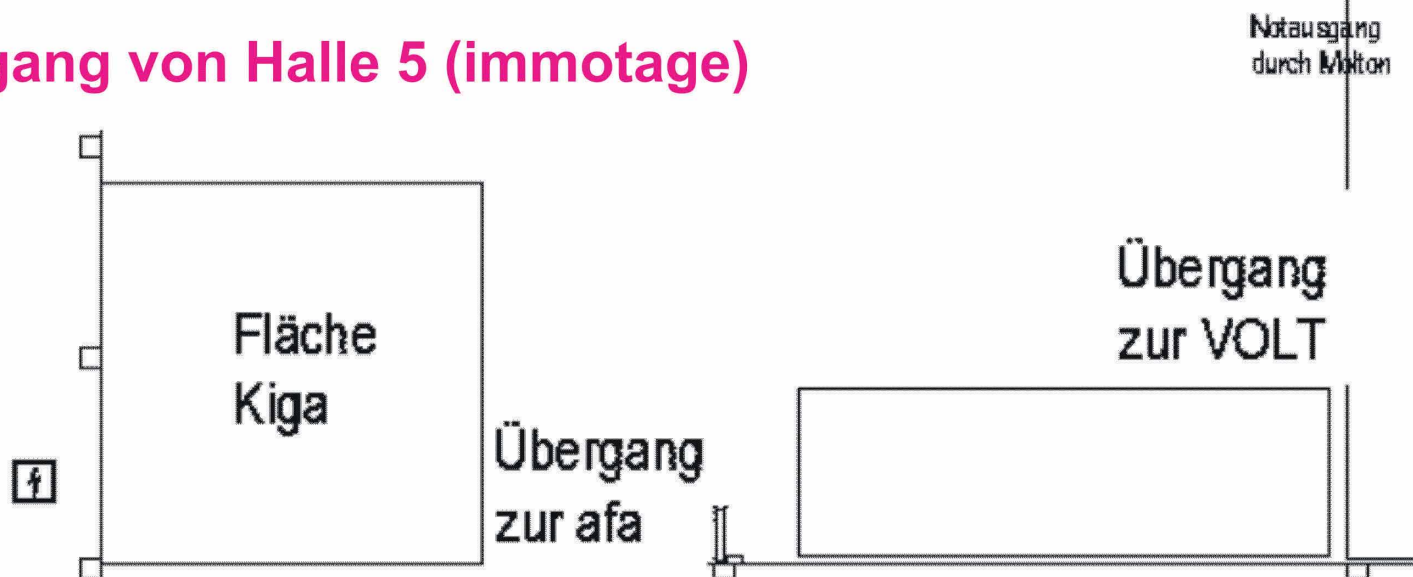 Notausgang
durch Molton
gang von Halle 5 (immotage)
Fläche
Kiga
Übergang
zur afa
Übergang
zur VOLT